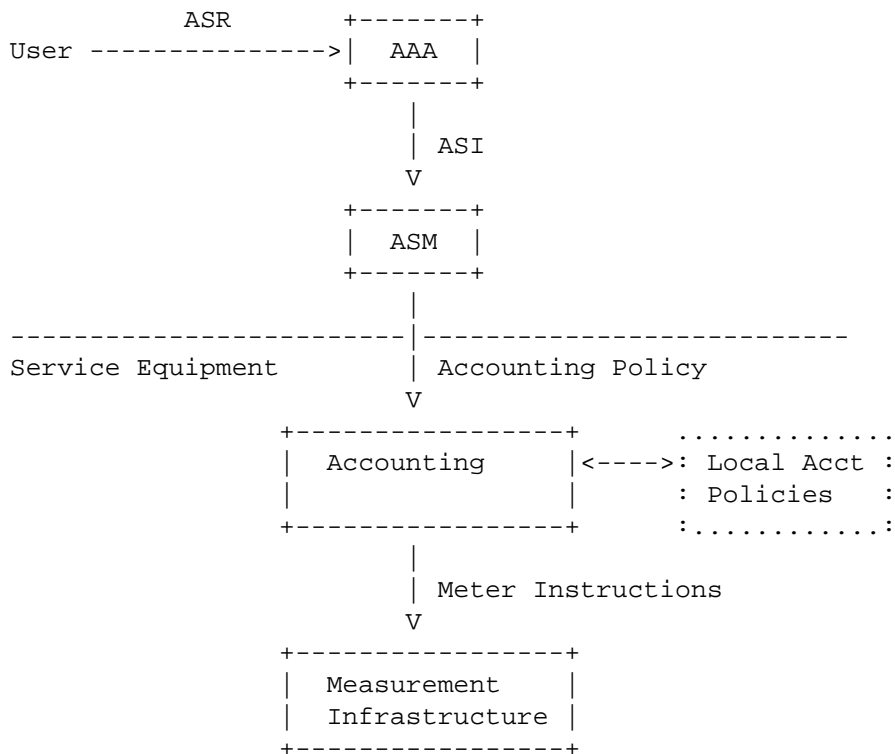 ASR +-------+
User --------------->| AAA |
+-------+
|
| ASI
V
+-------+
| ASM |
+-------+
|
-------------------------|---------------------------
Service Equipment | Accounting Policy
V
+-----------------+ ..............
| Accounting |<---->: Local Acct :
| | : Policies :
+-----------------+ :............:
|
| Meter Instructions
V
+-----------------+
| Measurement |
| Infrastructure |
+-----------------+